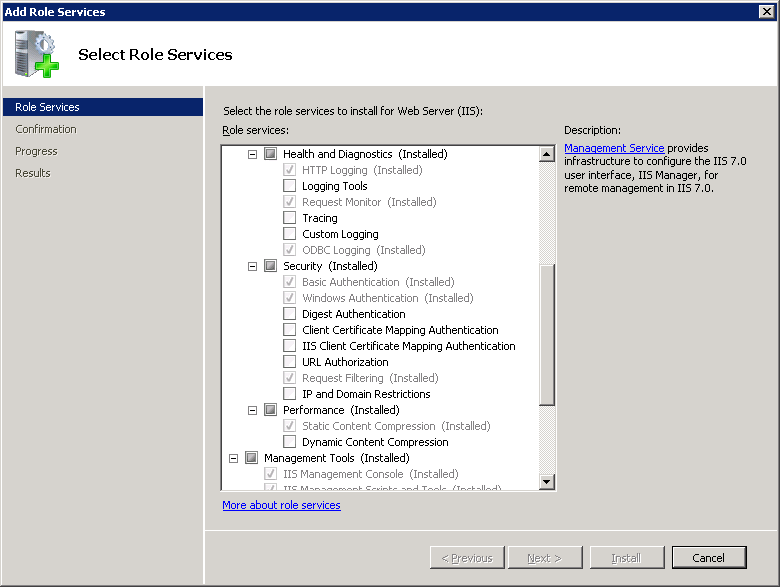 Add Role Services
Select Role Services
Role Services
Confirmation
Progress
Results
Select the role services to install for Web Server (IIS):
Role services:
Health and Diagnostics (Installed)
HTTP Logging (Installed)
Logging Tools
Request Monitor (Installed)
Tracing
Custom Logging
ODBC Logging (Installed)
Security (Installed)
Basic Authentication (Installed)
Windows Authentication (Installed)
Digest Authentication
Client Certificate Mapping Authentication
IIS Client Certificate Mapping Authentication
URL Authorization
Request Filtering (Installed)
IP and Domain Restrictions
Performance (Installed)
Static Content Compression (Installed)
Dynamic Content Compression
Management Tools (Installed)
IIS Management Console (Installed)
IIS Management Scripts and Tools (Installed)
More about role services
Description:
Management Service provides
infrastructure to configure the IIS 7.0
user interface, IIS Manager, for
remote management in IIS 7.0.
< Previous
Next >
Install
Cancel